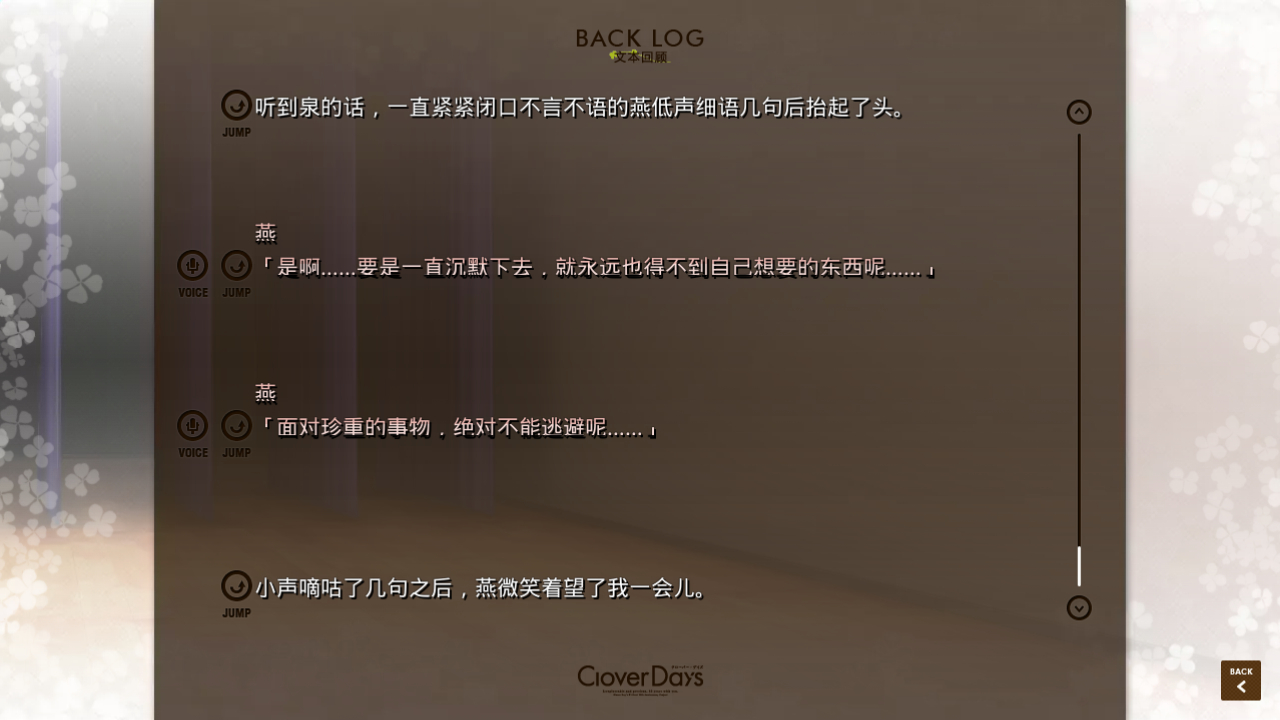 BACK LOG
文本回顾
听到泉的话，一直紧紧闭口不言不语的燕低声细语几句后抬起了头。
JUMP
燕
「是啊……要是一直沉默下去，就永远也得不到自己想要的东西呢……」
VOICE JUMP
燕
「面对珍重的事物，绝对不能逃避呢……」
VOICE JUMP
小声嘀咕了几句之后，燕微笑着望了我一会儿。
JUMP
CloverDays
BACK